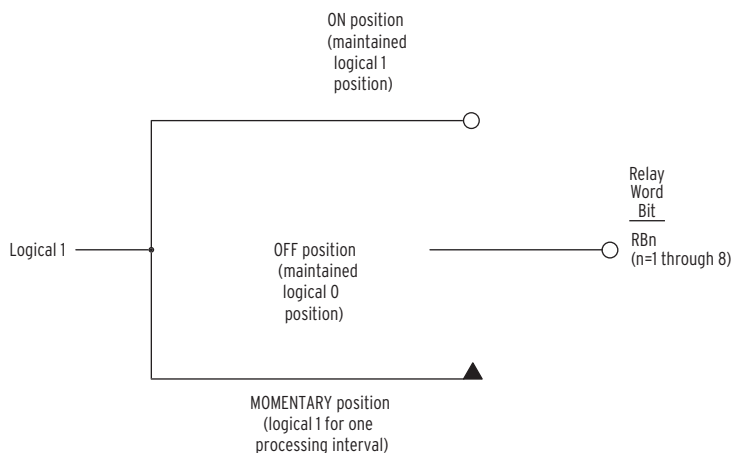 ON position
(maintained
logical 1
position)
Relay
Word
Bit
Logical 1
OFF position
(maintained
logical 0
position)
RBn
(n=1 through 8)
MOMENTARY position
(logical 1 for one
processing interval)